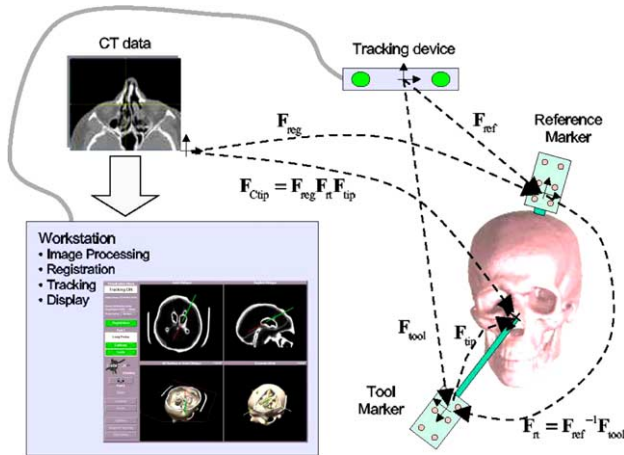 CT data
Tracking device
Reference
Marker
F_reg
F_ref
F_Ctip = F_reg F_rt F_tip
Workstation
• Image Processing
• Registration
• Tracking
• Display
F_tool
F_tip
Tool
Marker
F_rt = F_ref^-1 F_tool